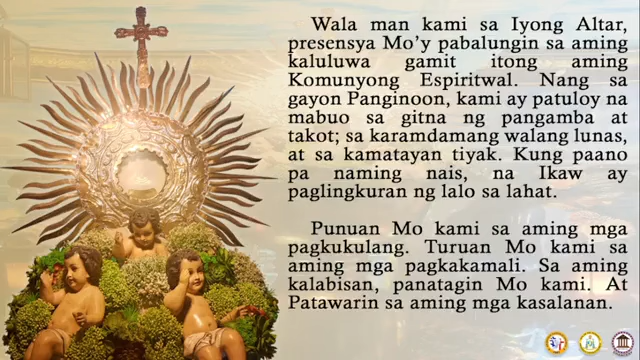 Wala man kami sa Iyong Altar,
presensya Mo'y pabalungin sa aming
kaluluwa gamit itong aming
Komunyong Espiritwal. Nang sa
gayon Panginoon, kami ay patuloy na
mabuo sa gitna ng pangamba at
takot; sa karamdamang walang lunas,
at sa kamatayan tiyak. Kung paano
pa naming nais, na Ikaw ay
paglingkuran ng lalo sa lahat.
Punuan Mo kami sa aming mga
pagkukulang. Turuan Mo kami sa
aming mga pagkakamali. Sa aming
kalabisan, panatagin Mo kami. At
Patawarin sa aming mga kasalanan.